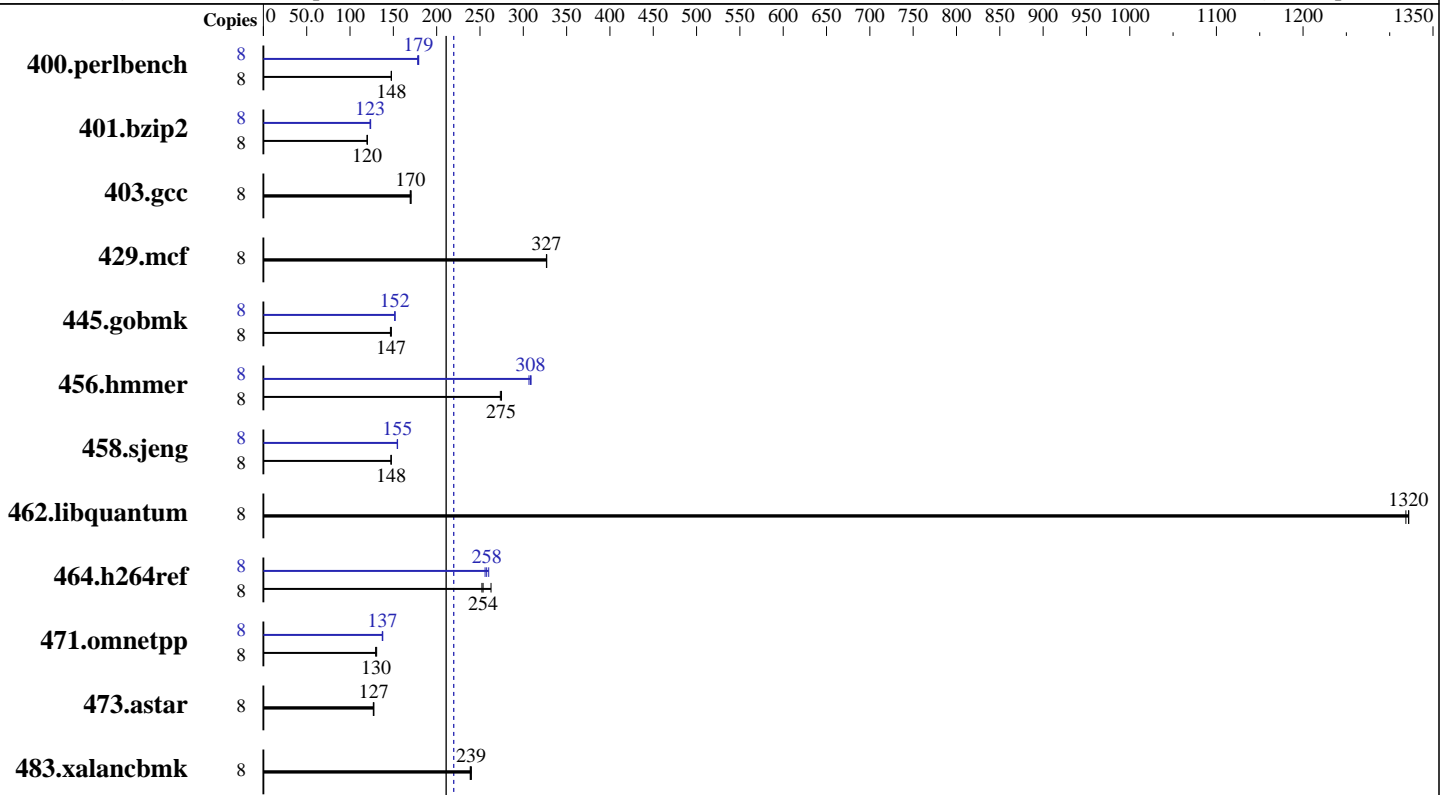 Copies 0 50.0 100 150 200 250 300 350 400 450 500 550 600 650 700 750 800 850 900 950 1000 1100 1200 1350
400.perlbench 8 179
8 148
401.bzip2 8 123
8 120
403.gcc 8 170
429.mcf 8 327
445.gobmk 8 152
8 147
456.hmmer 8 308
8 275
458.sjeng 8 155
8 148
462.libquantum 8 1320
464.h264ref 8 258
8 254
471.omnetpp 8 137
8 130
473.astar 8 127
483.xalancbmk 8 239